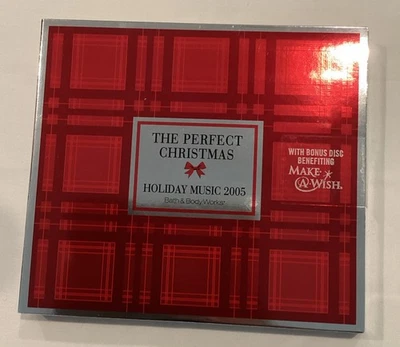 THE PERFECT
CHRISTMAS
HOLIDAY MUSIC 2005
Bath & Body Works
WITH BONUS DISC
BENEFITING
MAKE
A WISH.